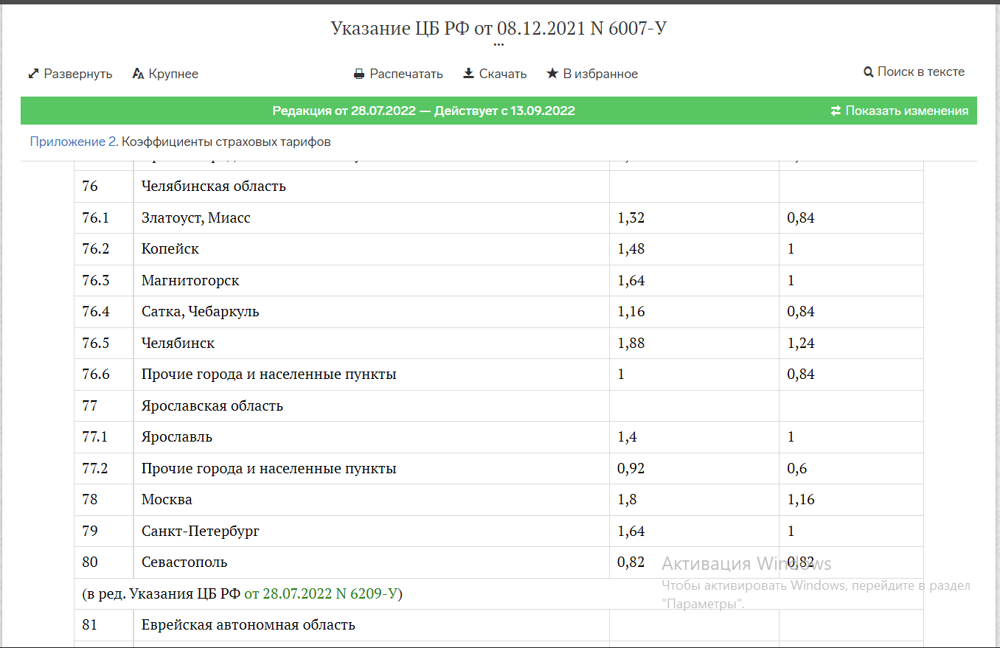 Указание ЦБ РФ от 08.12.2021 N 6007-У
...
Развернуть Крупнее Распечатать Скачать В избранное Поиск в тексте
Редакция от 28.07.2022 — Действует с 13.09.2022 Показать изменения
Приложение 2. Коэффициенты страховых тарифов
76 Челябинская область
76.1 Златоуст, Миасс 1,32 0,84
76.2 Копейск 1,48 1
76.3 Магнитогорск 1,64 1
76.4 Сатка, Чебаркуль 1,16 0,84
76.5 Челябинск 1,88 1,24
76.6 Прочие города и населенные пункты 1 0,84
77 Ярославская область
77.1 Ярославль 1,4 1
77.2 Прочие города и населенные пункты 0,92 0,6
78 Москва 1,8 1,16
79 Санкт-Петербург 1,64 1
80 Севастополь 0,82 0,82
Активация Windows
Чтобы активировать Windows, перейдите в раздел
"Параметры".
(в ред. Указания ЦБ РФ от 28.07.2022 N 6209-У)
81 Еврейская автономная область